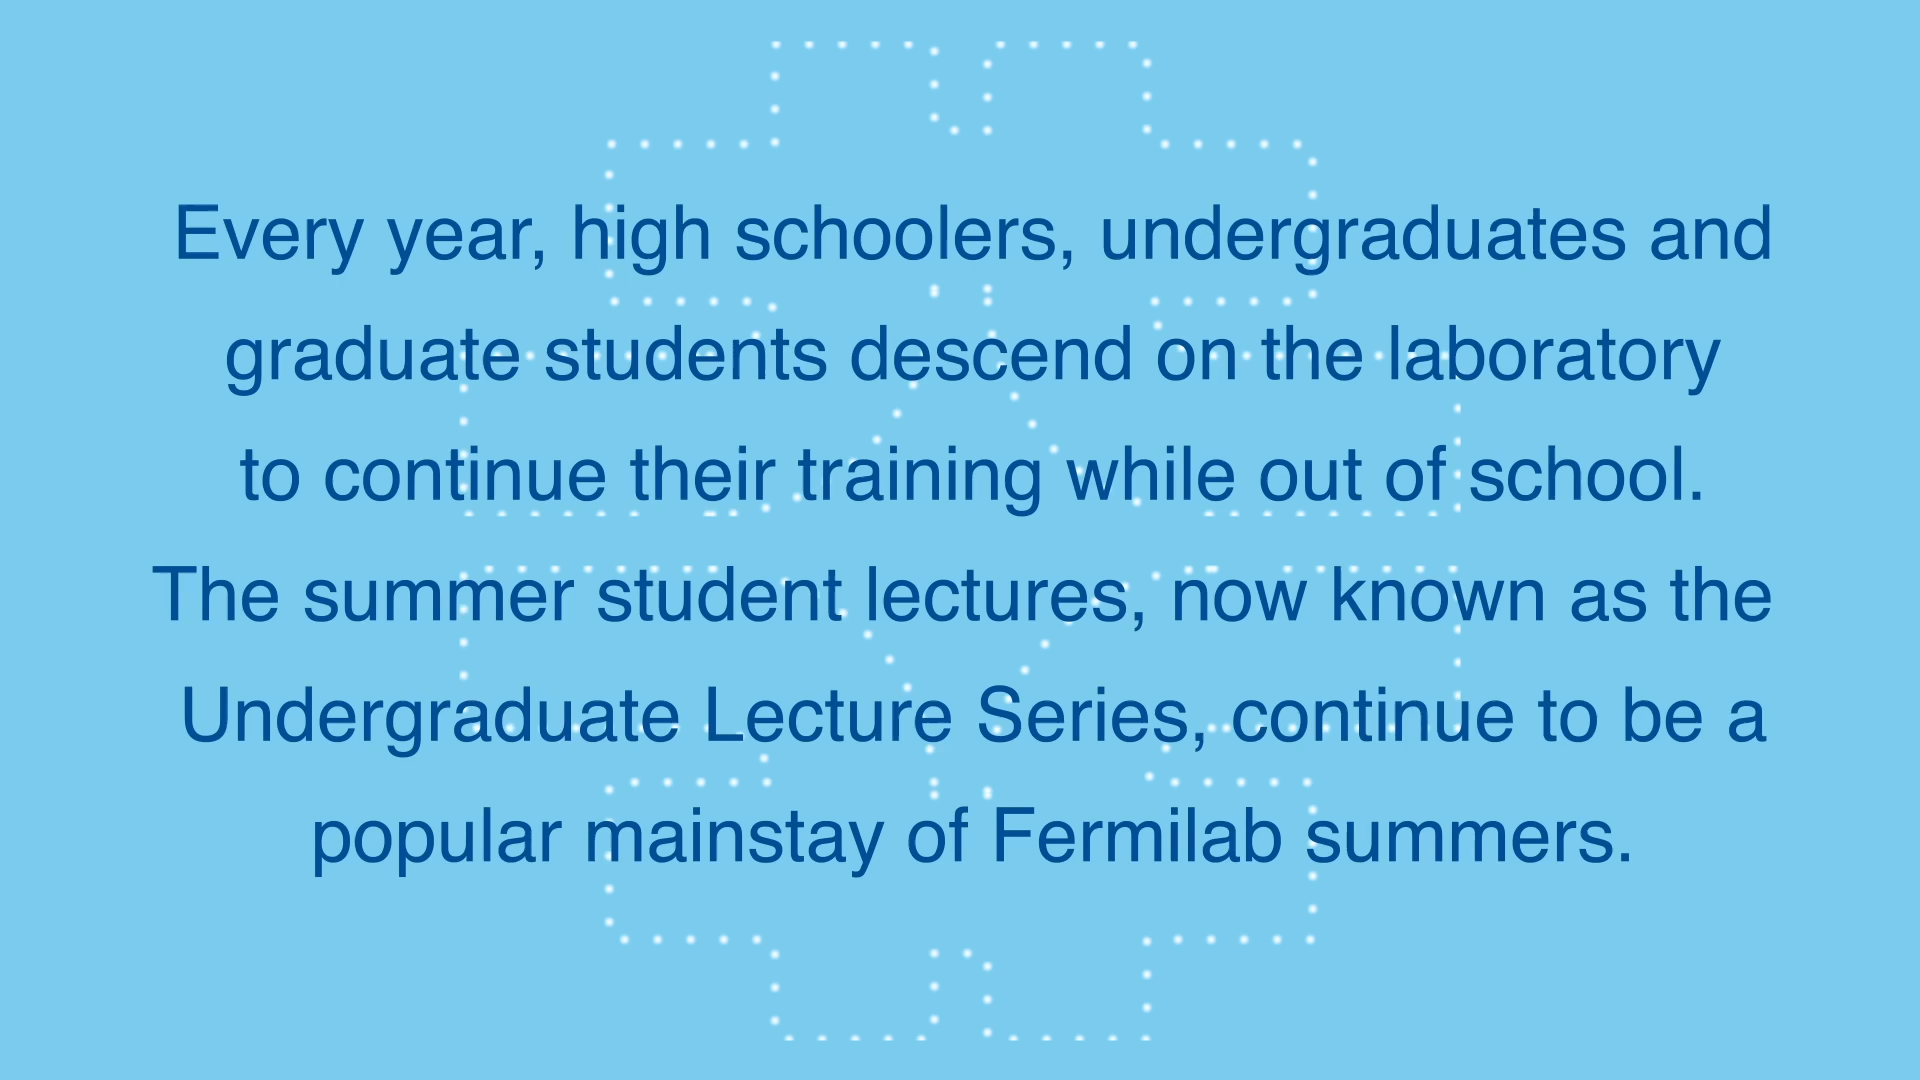 Every year, high schoolers, undergraduates and
graduate students descend on the laboratory
to continue their training while out of school.
The summer student lectures, now known as the
Undergraduate Lecture Series, continue to be a
popular mainstay of Fermilab summers.